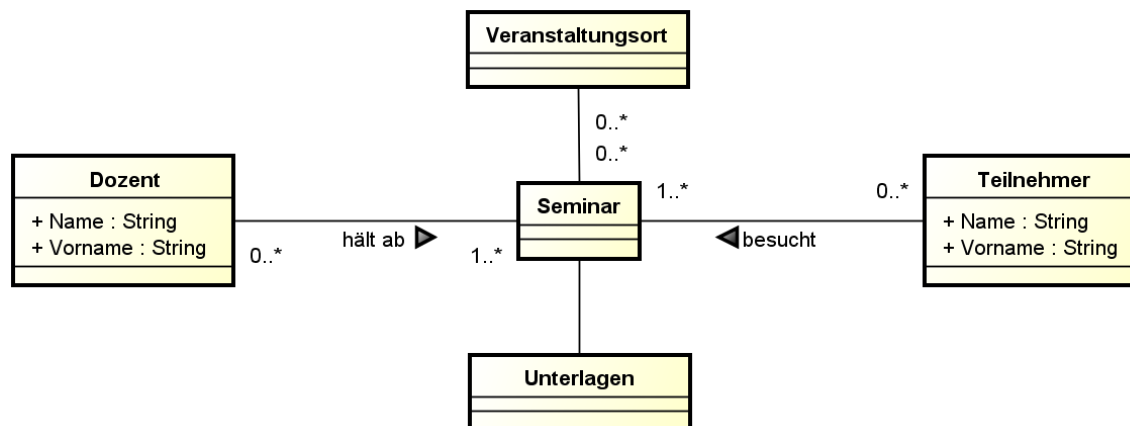 Veranstaltungsort
0..*
0..*
Dozent
+ Name : String
+ Vorname : String
0..*
hält ab
1..*
Seminar
1..*
0..*
besucht
Teilnehmer
+ Name : String
+ Vorname : String
Unterlagen